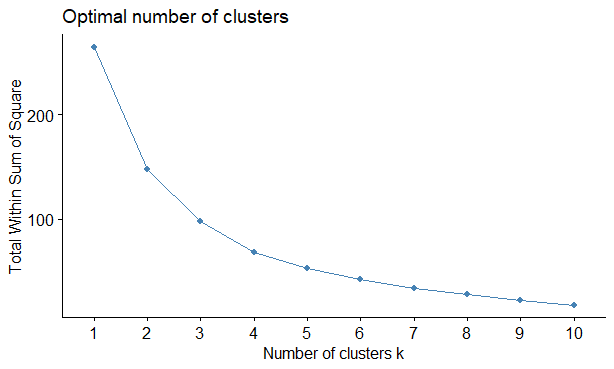 Optimal number of clusters
Total Within Sum of Square
200
100
1 2 3 4 5 6 7 8 9 10
Number of clusters k